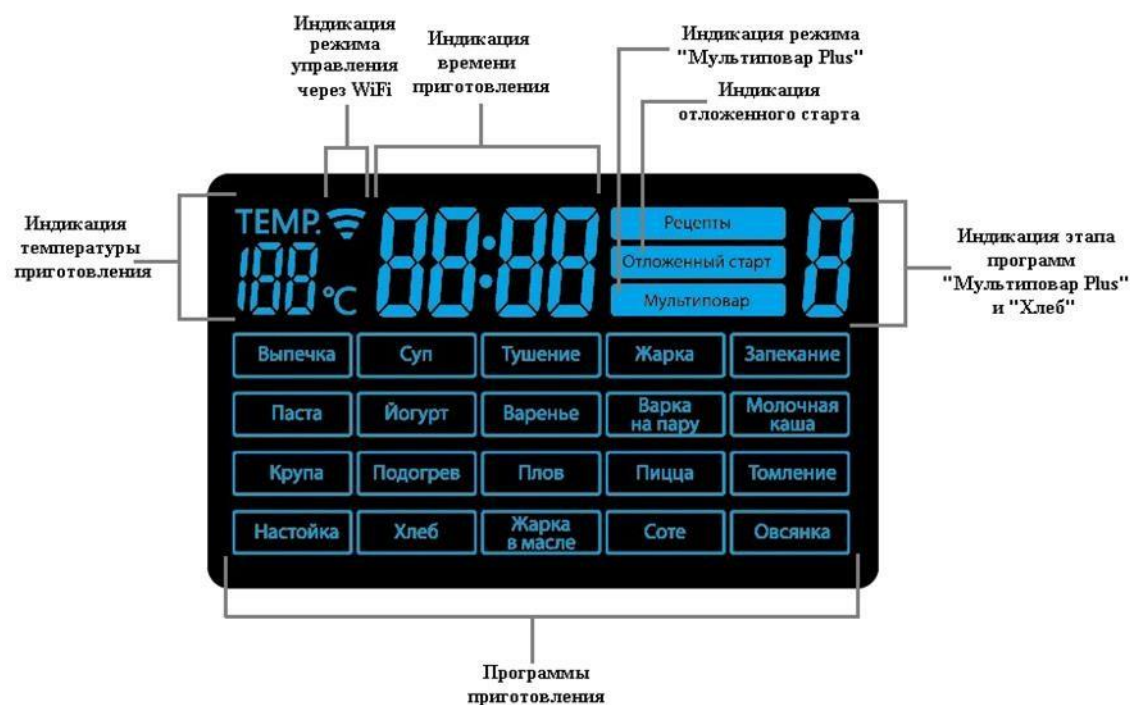 Индикация
режима
управления
через WiFi
Индикация
времени
приготовления
Индикация режима
"Мультиповар Plus"
Индикация
отложенного старта
Индикация
температуры
приготовления
TEMP.
188 °C
88:88
Рецепты
Отложенный старт
Мультиповар
8
Индикация этапа
программ
"Мультиповар Plus"
и "Хлеб"
Выпечка Суп Тушение Жарка Запекание
Паста Йогурт Варенье Варка на пару Молочная каша
Крупа Подогрев Плов Пицца Томление
Настойка Хлеб Жарка в масле Соте Овсянка
Программы
приготовления